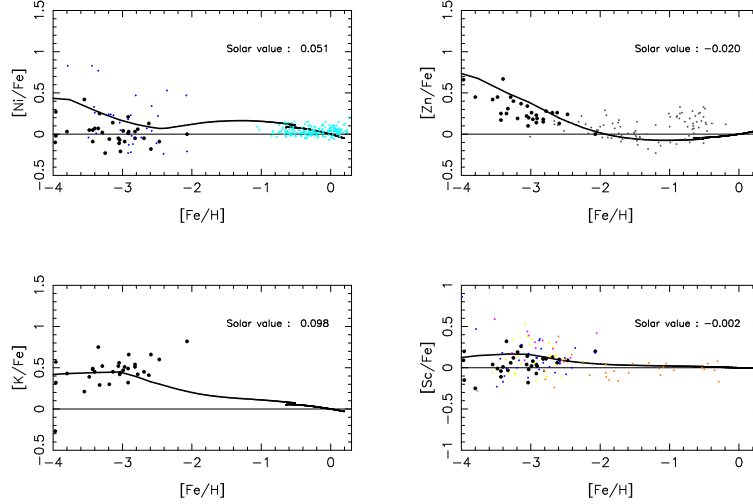 1.5
1
0.5
0
0.5
[Ni/Fe]
Solar value : 0.051
−4 −3 −2 −1 0
[Fe/H]
1.5
1
0.5
0
0.5
[Zn/Fe]
Solar value : −0.020
−4 −3 −2 −1 0
[Fe/H]
1.5
1
0.5
0
0.5
[K/Fe]
Solar value : 0.098
−4 −3 −2 −1 0
[Fe/H]
1
0.5
0
−0.5
−1
[Sc/Fe]
Solar value : −0.002
−4 −3 −2 −1 0
[Fe/H]